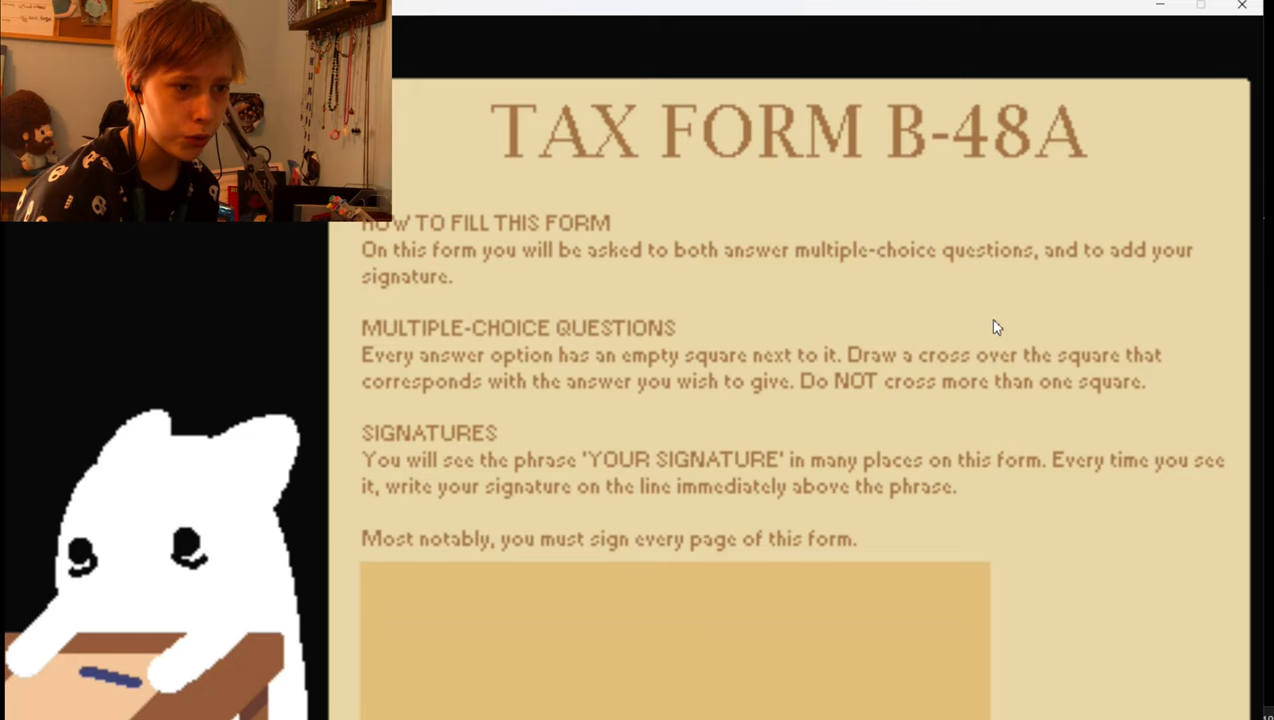 TAX FORM B-48A
HOW TO FILL THIS FORM
On this form you will be asked to both answer multiple-choice questions, and to add your
signature.
MULTIPLE-CHOICE QUESTIONS
Every answer option has an empty square next to it. Draw a cross over the square that
corresponds with the answer you wish to give. Do NOT cross more than one square.
SIGNATURES
You will see the phrase 'YOUR SIGNATURE' in many places on this form. Every time you see
it, write your signature on the line immediately above the phrase.
Most notably, you must sign every page of this form.